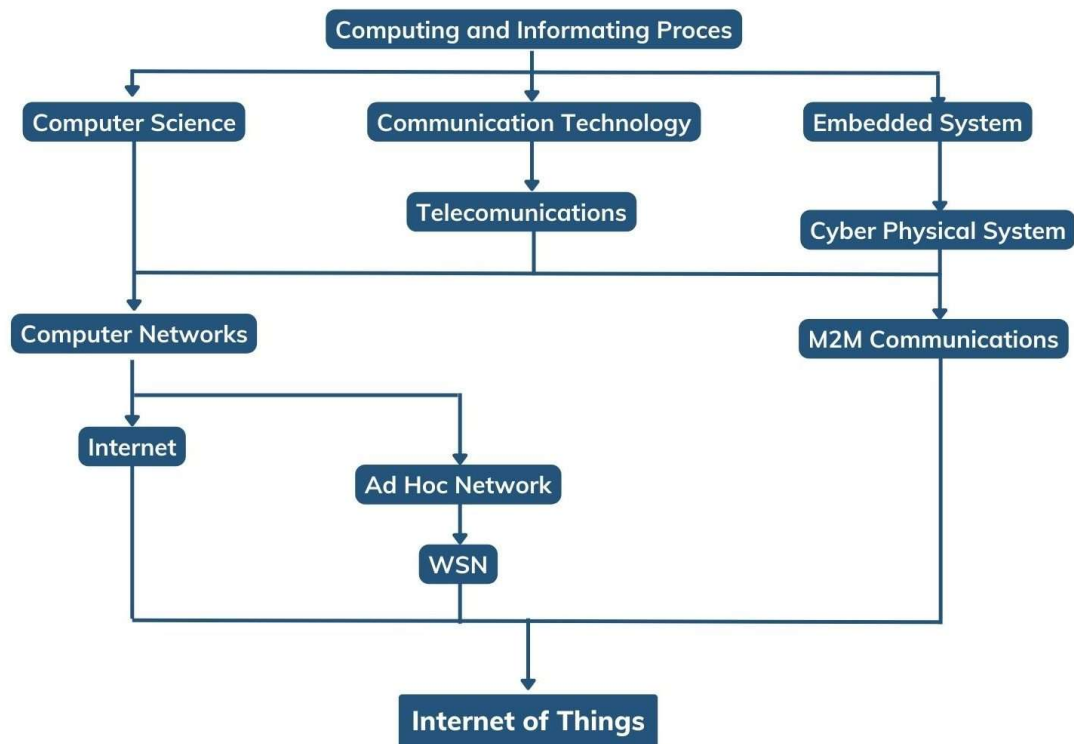 Computing and Informating Proces
Computer Science
Communication Technology
Embedded System
Telecomunications
Cyber Physical System
Computer Networks
M2M Communications
Internet
Ad Hoc Network
WSN
Internet of Things